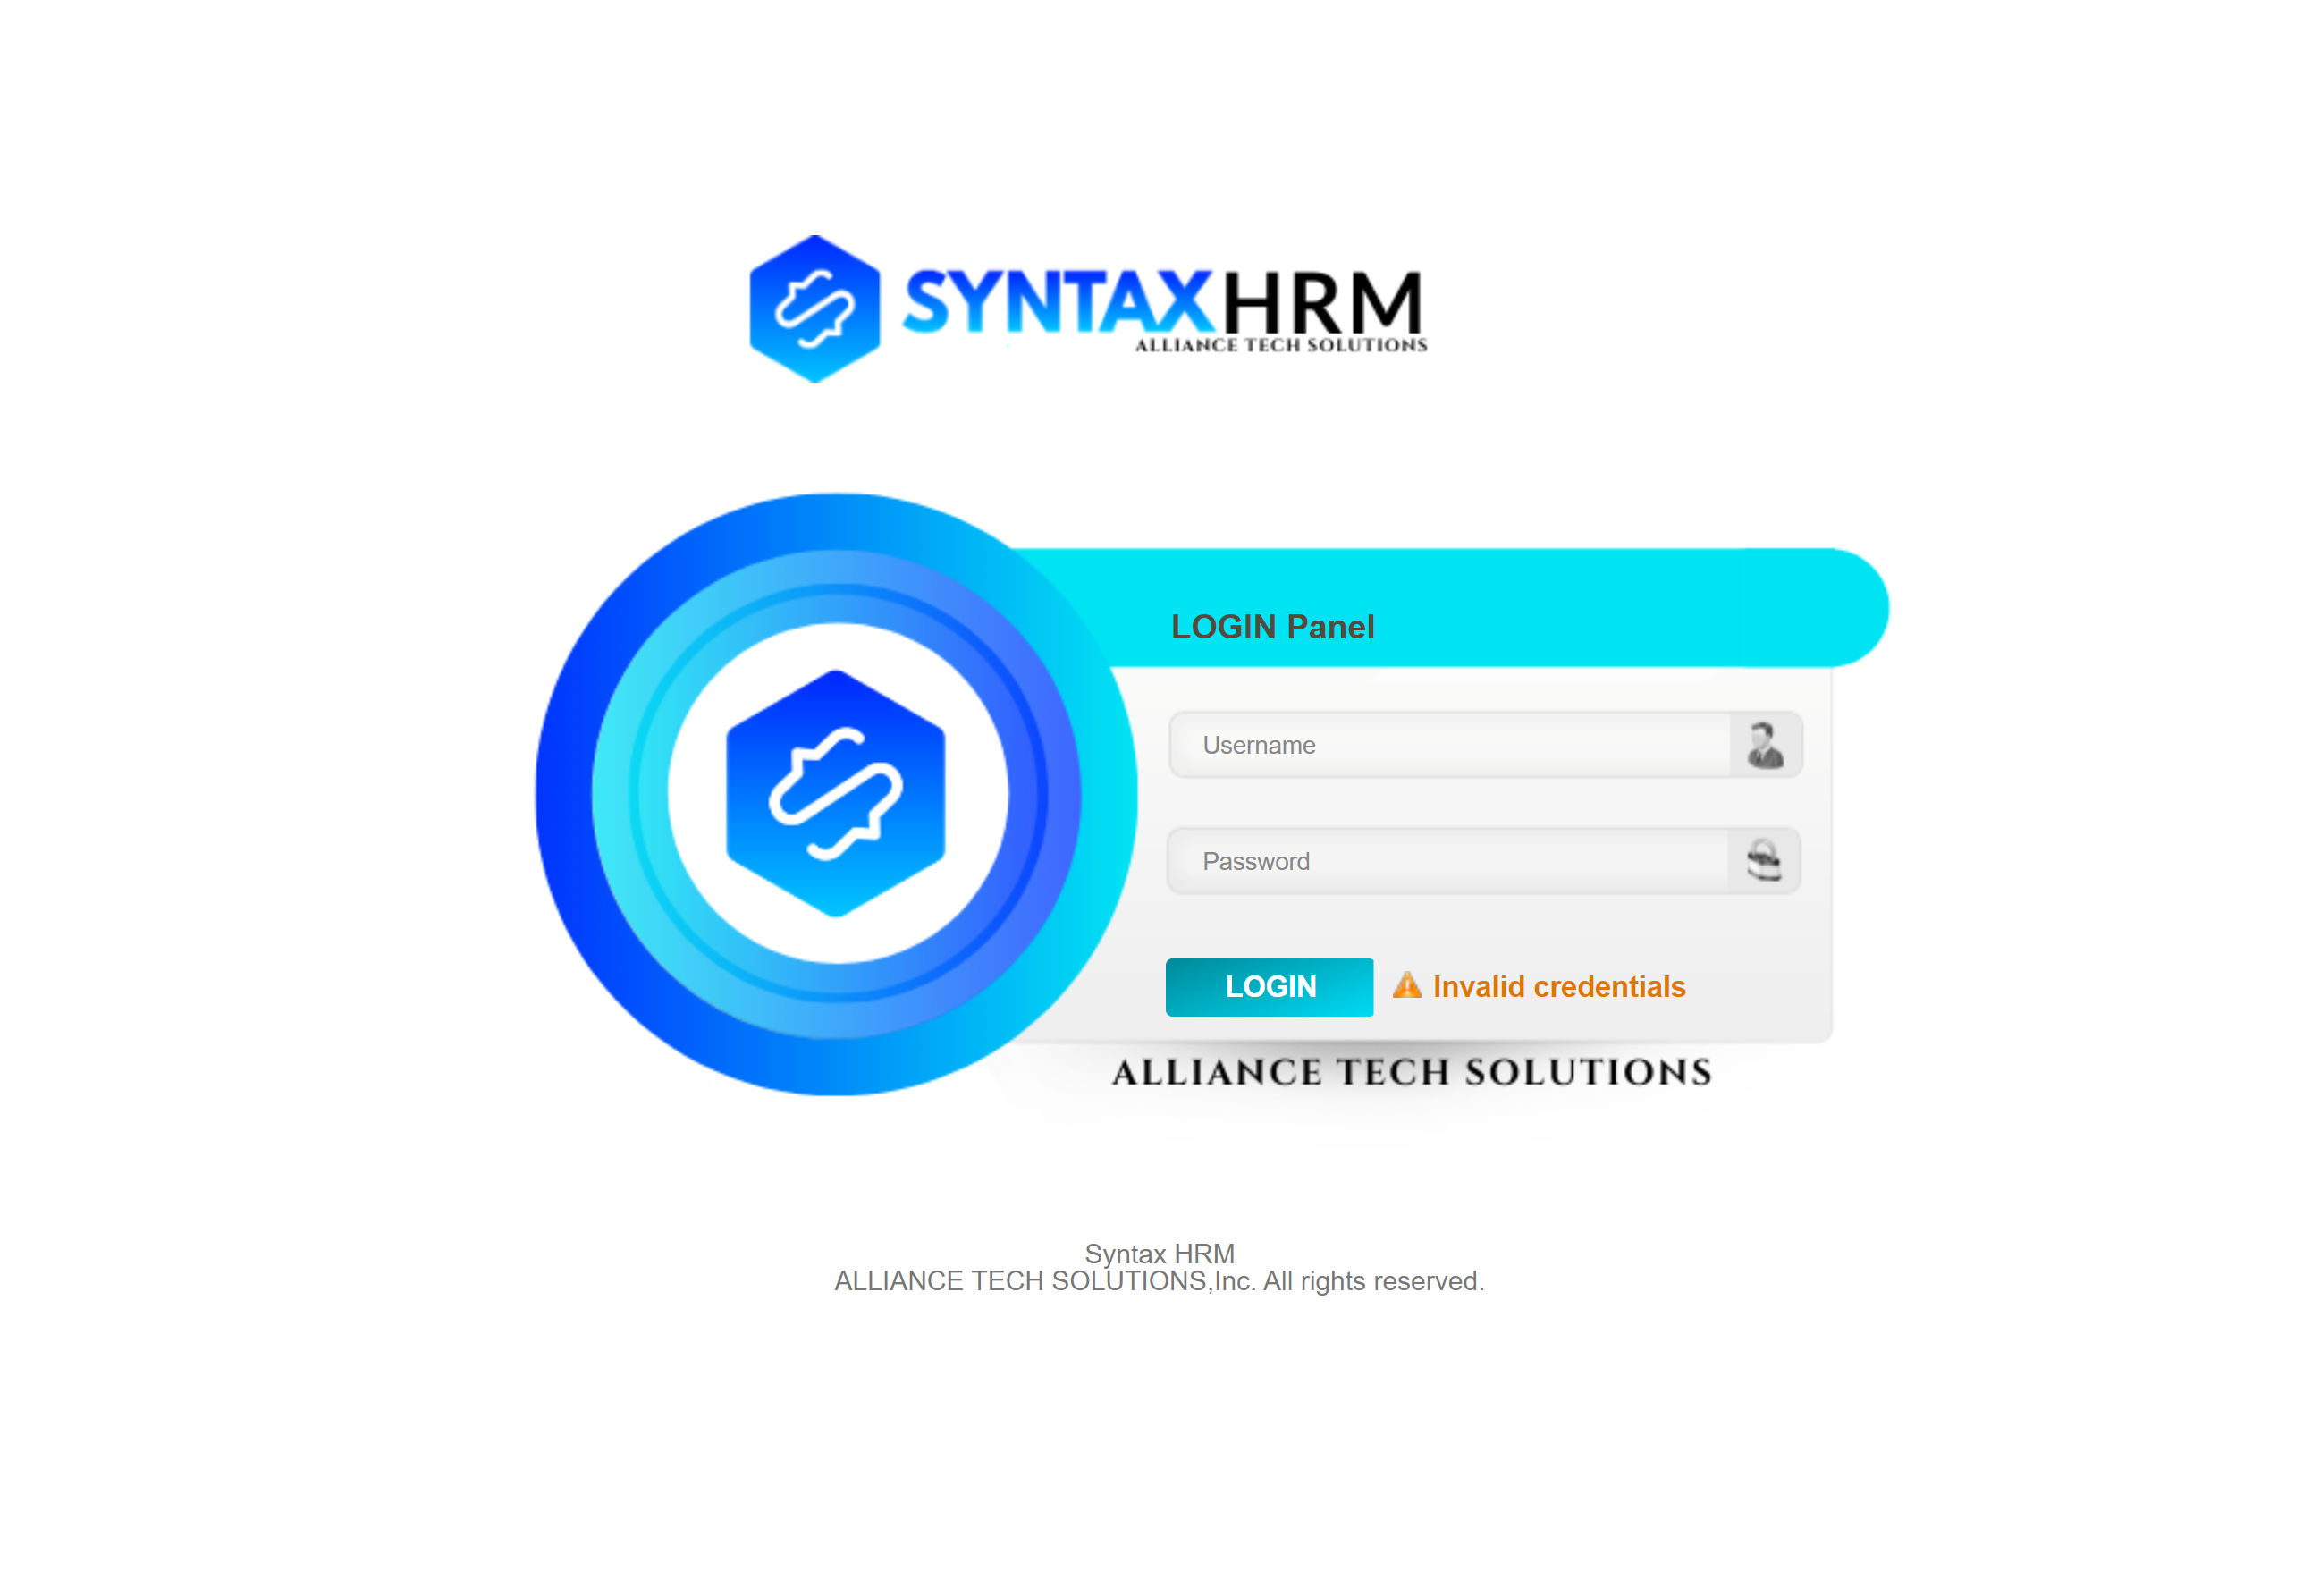 SYNTAXHRM
ALLIANCE TECH SOLUTIONS
LOGIN Panel
Username
Password
LOGIN
Invalid credentials
ALLIANCE TECH SOLUTIONS
Syntax HRM
ALLIANCE TECH SOLUTIONS,Inc. All rights reserved.